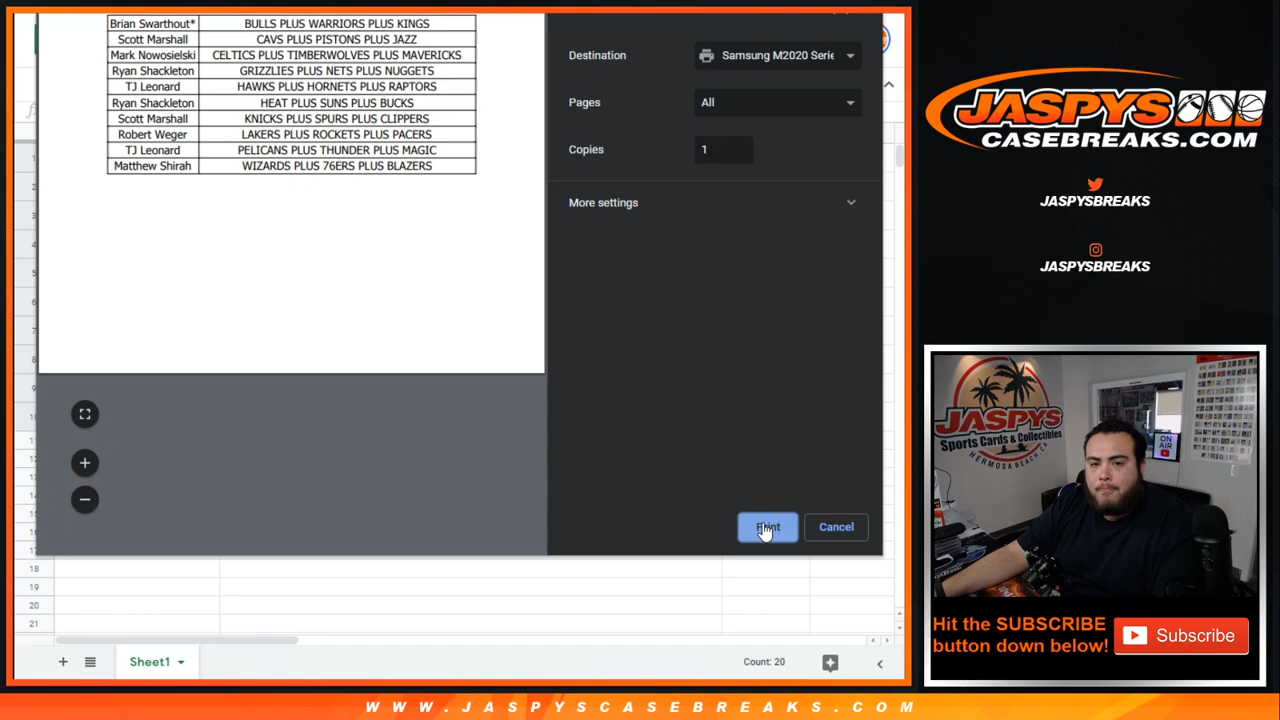 Brian Swarthout* BULLS PLUS WARRIORS PLUS KINGS
Scott Marshall CAVS PLUS PISTONS PLUS JAZZ
Mark Nowosielski CELTICS PLUS TIMBERWOLVES PLUS MAVERICKS
Ryan Shackleton GRIZZLIES PLUS NETS PLUS NUGGETS
TJ Leonard HAWKS PLUS HORNETS PLUS RAPTORS
Ryan Shackleton HEAT PLUS SUNS PLUS BUCKS
Scott Marshall KNICKS PLUS SPURS PLUS CLIPPERS
Robert Weger LAKERS PLUS ROCKETS PLUS PACERS
TJ Leonard PELICANS PLUS THUNDER PLUS MAGIC
Matthew Shirah WIZARDS PLUS 76ERS PLUS BLAZERS
Destination Samsung M2020 Serie
Pages All
Copies 1
More settings
Print Cancel
18
19
20
21
Sheet1
Count: 20
JASPYS
CASEBREAKS.COM
JASPYSBREAKS
JASPYSBREAKS
JASPYS
Sports Cards & Collectibles
HERMOSA BEACH, CA
ON
AIR
Hit the SUBSCRIBE
button down below!
Subscribe
WWW.JASPYSCASEBREAKS.COM